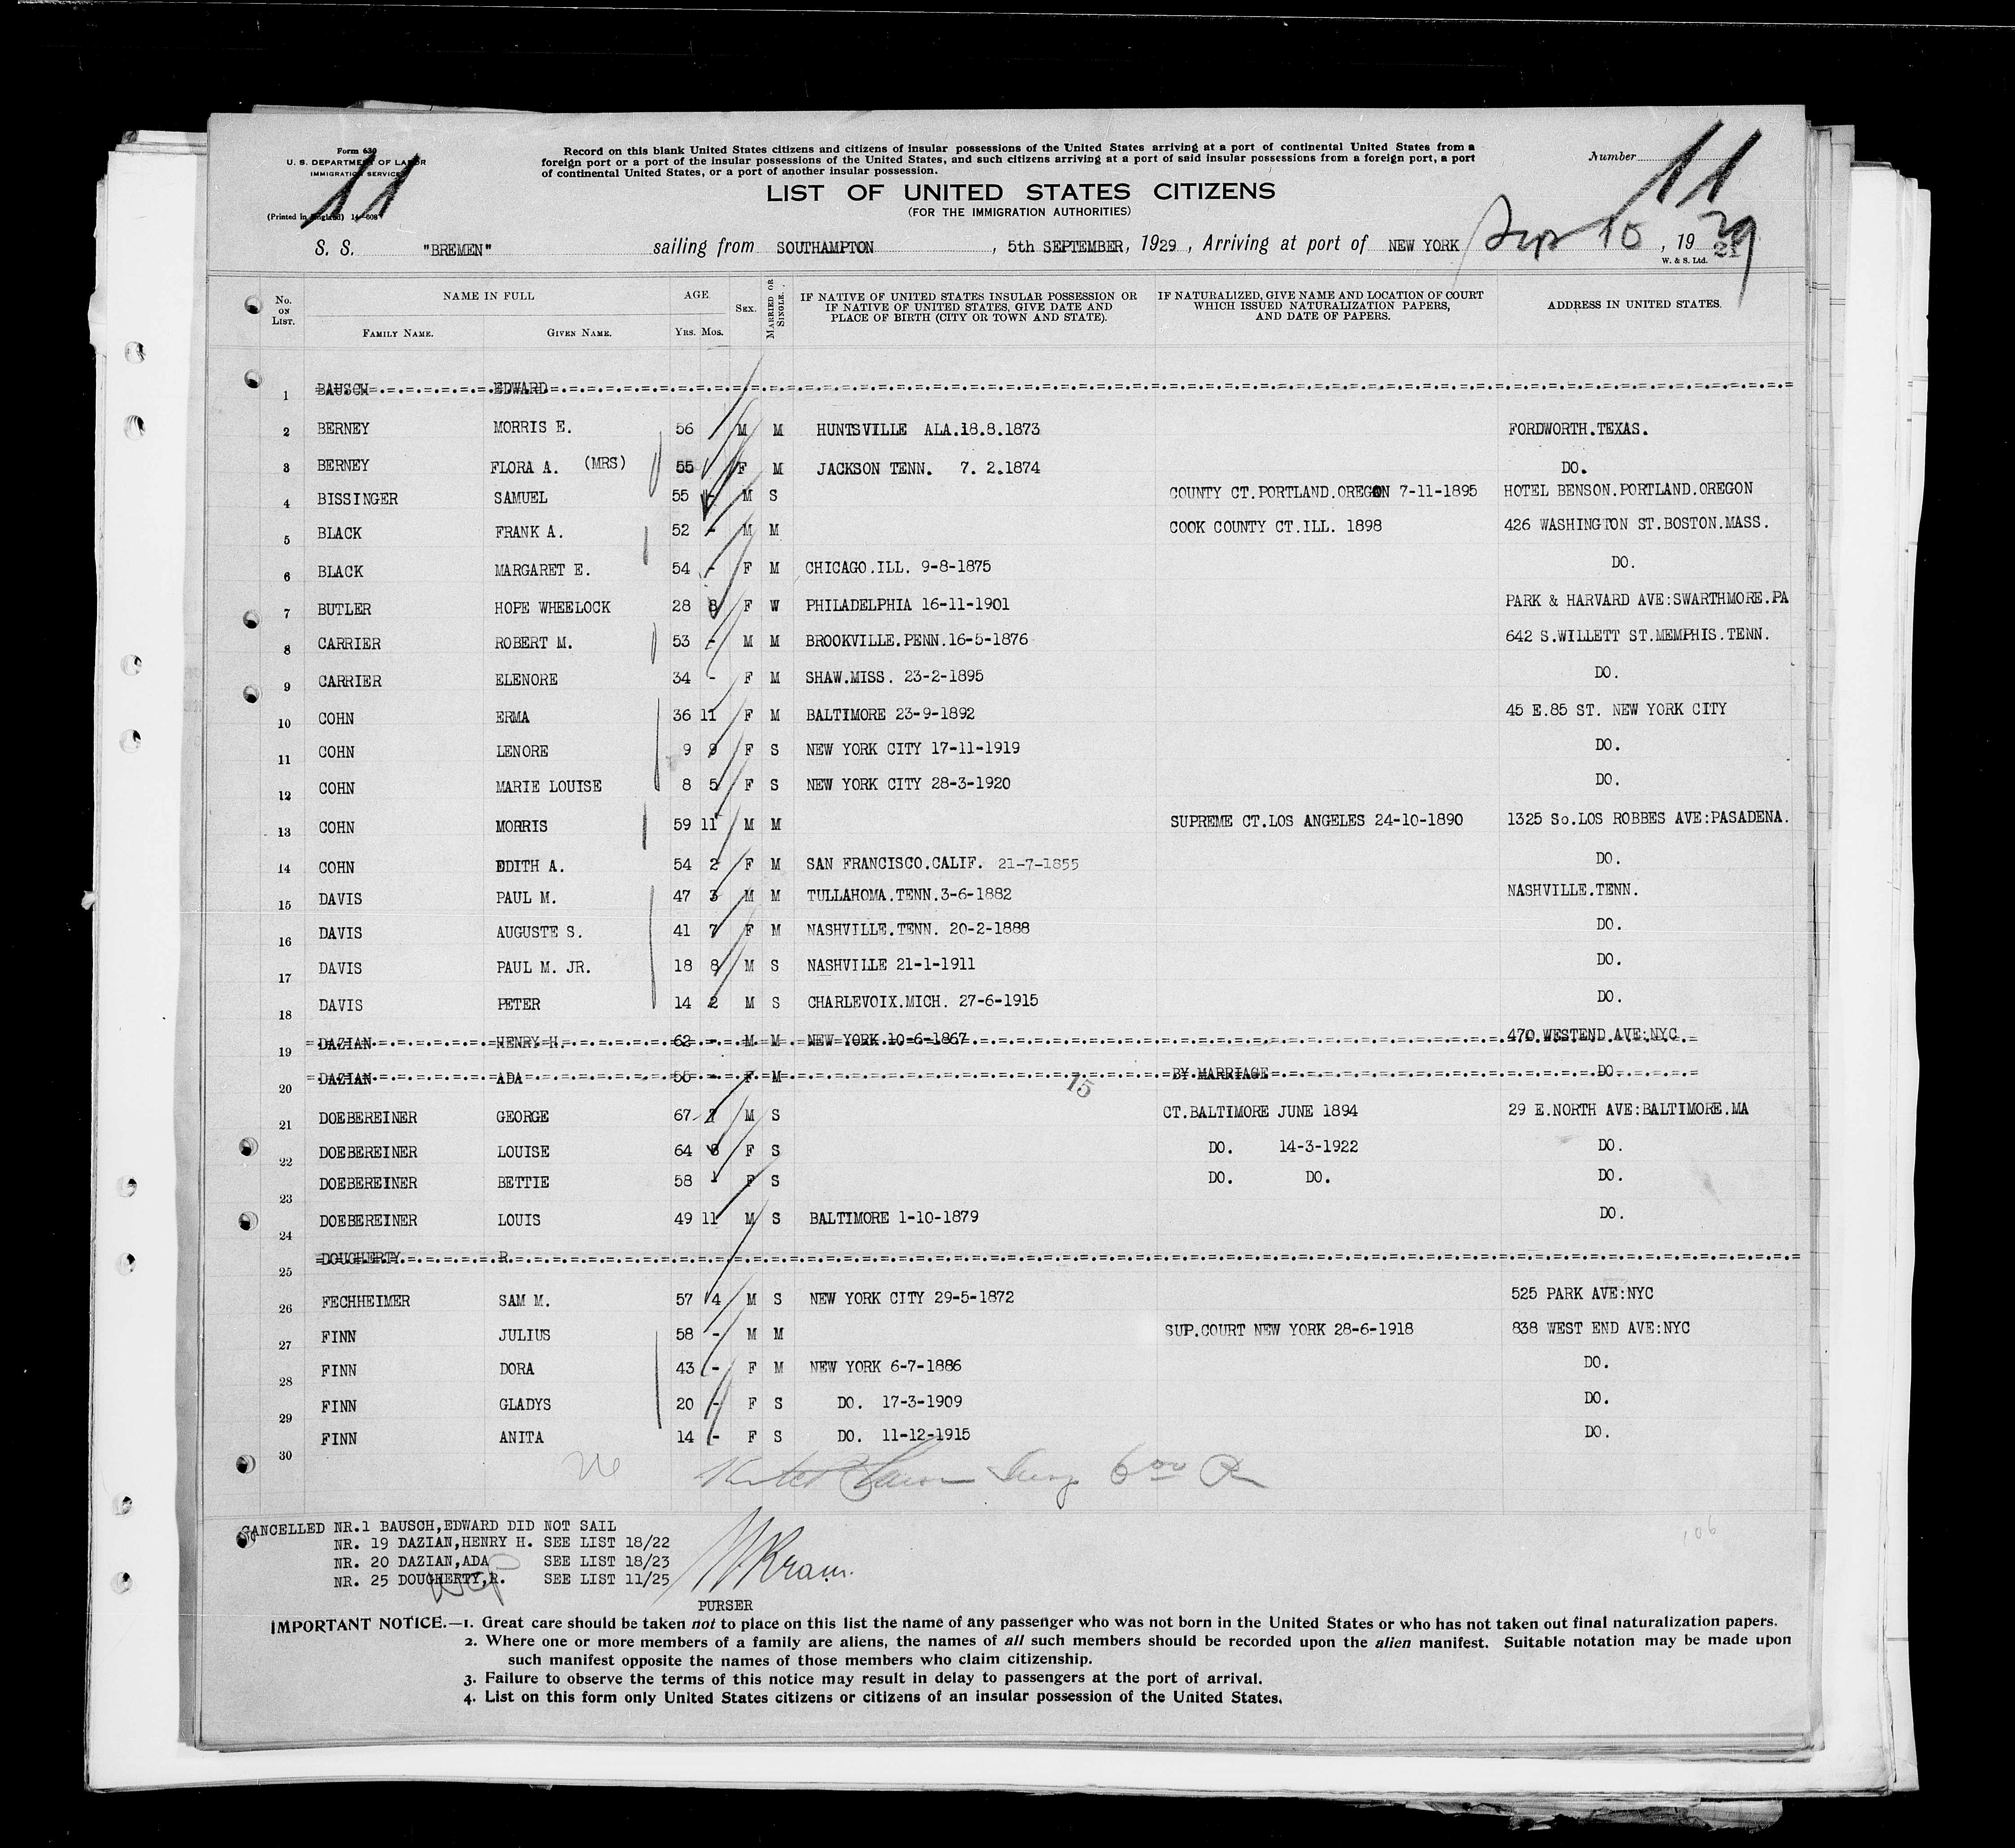 Form 630
U. S. DEPARTMENT OF LABOR
IMMIGRATION SERVICE
(Printed in England) 14—608
11
Record on this blank United States citizens and citizens of insular possessions of the United States arriving at a port of continental United States from a
foreign port or a port of the insular possessions of the United States, and such citizens arriving at a port of said insular possessions from a foreign port, a port
of continental United States, or a port of another insular possession.
Number 11
LIST OF UNITED STATES CITIZENS
(FOR THE IMMIGRATION AUTHORITIES)
S. S. "BREMEN" sailing from SOUTHAMPTON, 5th SEPTEMBER, 1929, Arriving at port of NEW YORK Sep 10, 1929
W. & S. Ltd.
No. ON LIST. NAME IN FULL AGE SEX. MARRIED OR SINGLE. IF NATIVE OF UNITED STATES INSULAR POSSESSION OR IF NATIVE OF UNITED STATES, GIVE DATE AND PLACE OF BIRTH (CITY OR TOWN AND STATE). IF NATURALIZED, GIVE NAME AND LOCATION OF COURT WHICH ISSUED NATURALIZATION PAPERS, AND DATE OF PAPERS. ADDRESS IN UNITED STATES.
FAMILY NAME. GIVEN NAME. YRS. MOS.
1 BAUSCH EDWARD
2 BERNEY MORRIS E. 56 M M HUNTSVILLE ALA.18.8.1873 FORDWORTH.TEXAS.
3 BERNEY FLORA A. (MRS) 55 F M JACKSON TENN. 7. 2.1874 DO.
4 BISSINGER SAMUEL 55 - M S COUNTY CT.PORTLAND.OREGON 7-11-1895 HOTEL BENSON.PORTLAND.OREGON
5 BLACK FRANK A. 52 - M M COOK COUNTY CT.ILL. 1898 426 WASHINGTON ST.BOSTON.MASS.
6 BLACK MARGARET E. 54 - F M CHICAGO.ILL. 9-8-1875 DO.
7 BUTLER HOPE WHEELOCK 28 8 F W PHILADELPHIA 16-11-1901 PARK & HARVARD AVE:SWARTHMORE.PA
8 CARRIER ROBERT M. 53 - M M BROOKVILLE.PENN.16-5-1876 642 S.WILLETT ST.MEMPHIS.TENN.
9 CARRIER ELENORE 34 - F M SHAW.MISS. 23-2-1895 DO.
10 COHN ERMA 36 11 F M BALTIMORE 23-9-1892 45 E.85 ST. NEW YORK CITY
11 COHN LENORE 9 9 F S NEW YORK CITY 17-11-1919 DO.
12 COHN MARIE LOUISE 8 5 F S NEW YORK CITY 28-3-1920 DO.
13 COHN MORRIS 59 11 M M SUPREME CT.LOS ANGELES 24-10-1890 1325 So.LOS ROBBES AVE:PASADENA.
14 COHN EDITH A. 54 2 F M SAN FRANCISCO.CALIF. 21-7-1855 DO.
15 DAVIS PAUL M. 47 3 M M TULLAHOMA.TENN.3-6-1882 NASHVILLE.TENN.
16 DAVIS AUGUSTE S. 41 7 F M NASHVILLE.TENN. 20-2-1888 DO.
17 DAVIS PAUL M. JR. 18 8 M S NASHVILLE 21-1-1911 DO.
18 DAVIS PETER 14 2 M S CHARLEVOIX.MICH. 27-6-1915 DO.
19 DAZIAN HENRY H. 62 - M M NEW YORK 10-6-1867 470 WESTEND AVE:NYC.
20 DAZIAN ADA 55 - F M BY MARRIAGE DO.
15
21 DOEBEREINER GEORGE 67 7 M S CT.BALTIMORE JUNE 1894 29 E.NORTH AVE:BALTIMORE.MA
22 DOEBEREINER LOUISE 64 8 F S DO. 14-3-1922 DO.
23 DOEBEREINER BETTIE 58 - F S DO. DO. DO.
24 DOEBEREINER LOUIS 49 11 M S BALTIMORE 1-10-1879 DO.
25 DOUGHERTY R.
26 FECHHEIMER SAM M. 57 4 M S NEW YORK CITY 29-5-1872 525 PARK AVE:NYC
27 FINN JULIUS 58 - M M SUP.COURT NEW YORK 28-6-1918 838 WEST END AVE:NYC
28 FINN DORA 43 - F M NEW YORK 6-7-1886 DO.
29 FINN GLADYS 20 - F S DO. 17-3-1909 DO.
30 FINN ANITA 14 - F S DO. 11-12-1915 DO.
CANCELLED NR.1 BAUSCH,EDWARD DID NOT SAIL
NR. 19 DAZIAN,HENRY H. SEE LIST 18/22
NR. 20 DAZIAN,ADA SEE LIST 18/23
NR. 25 DOUGHERTY,R. SEE LIST 11/25
106
PURSER
IMPORTANT NOTICE.—1. Great care should be taken not to place on this list the name of any passenger who was not born in the United States or who has not taken out final naturalization papers.
2. Where one or more members of a family are aliens, the names of all such members should be recorded upon the alien manifest. Suitable notation may be made upon
such manifest opposite the names of those members who claim citizenship.
3. Failure to observe the terms of this notice may result in delay to passengers at the port of arrival.
4. List on this form only United States citizens or citizens of an insular possession of the United States.